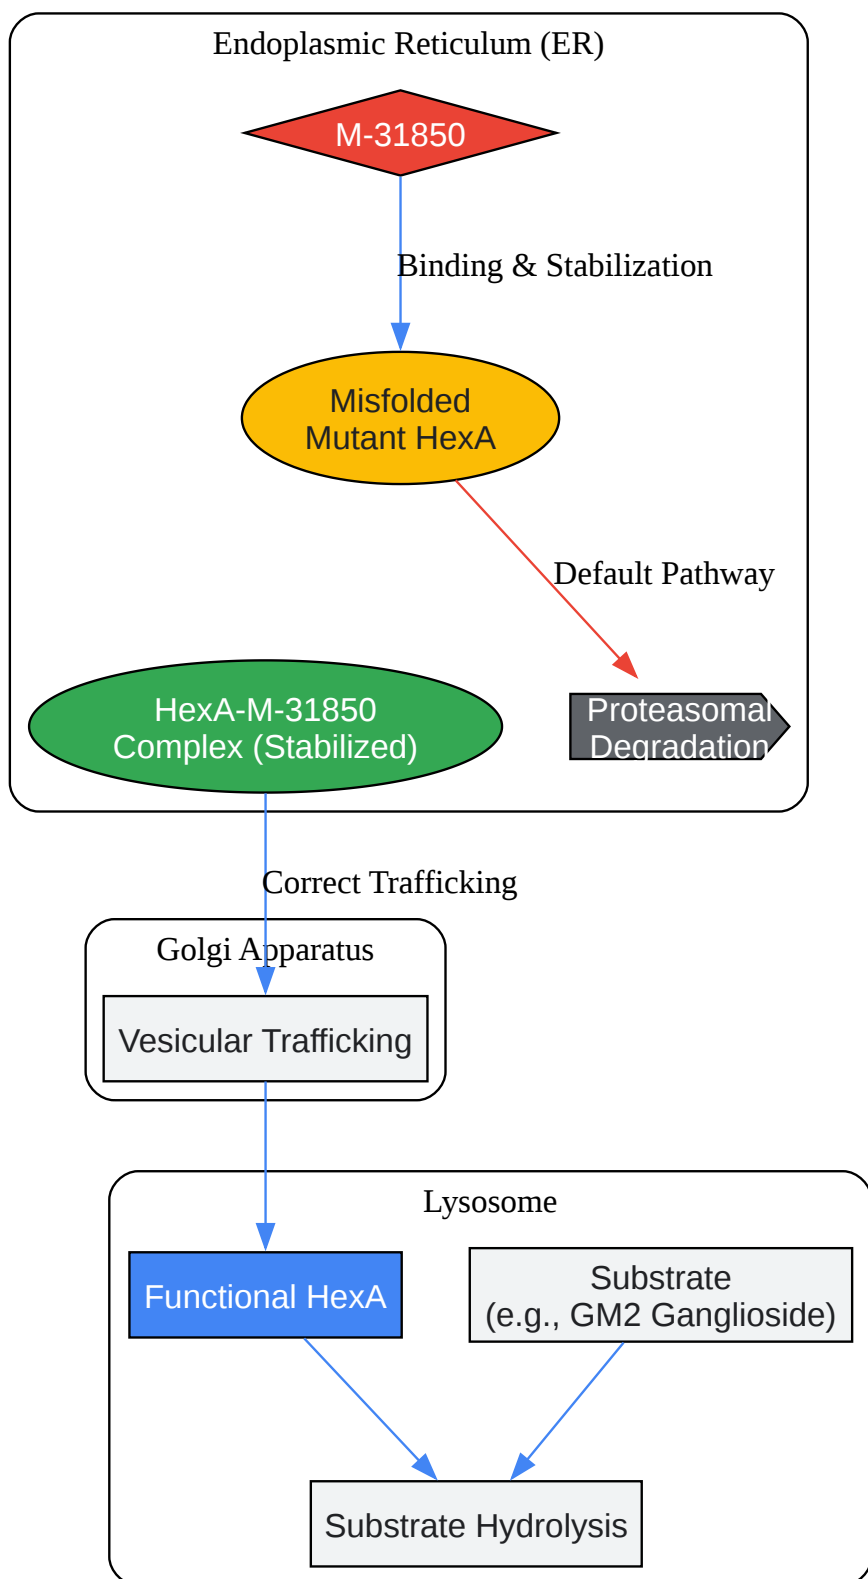 Endoplasmic Reticulum (ER)
M-31850
Binding & Stabilization
Misfolded
Mutant HexA
Default Pathway
HexA-M-31850
Complex (Stabilized)
Proteasomal
Degradation
Correct Trafficking
Golgi Apparatus
Vesicular Trafficking
Lysosome
Functional HexA
Substrate
(e.g., GM2 Ganglioside)
Substrate Hydrolysis